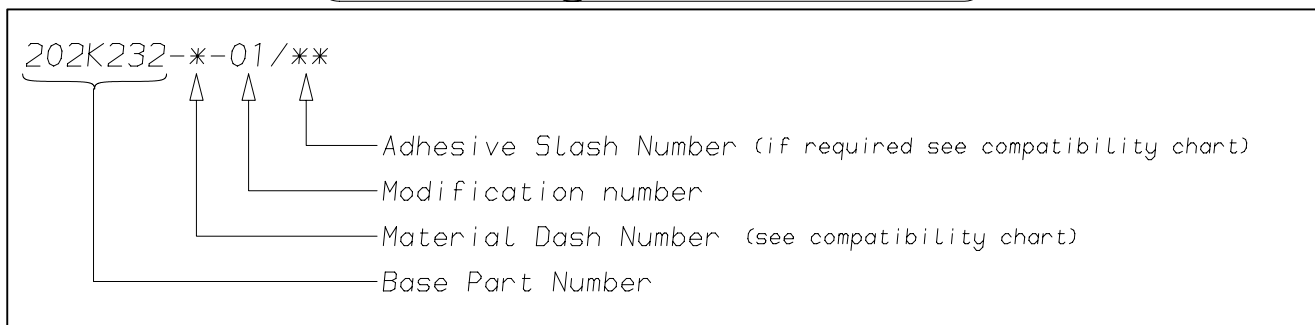 202K232-*-01/**
Adhesive Slash Number (if required see compatibility chart)
Modification number
Material Dash Number (see compatibility chart)
Base Part Number